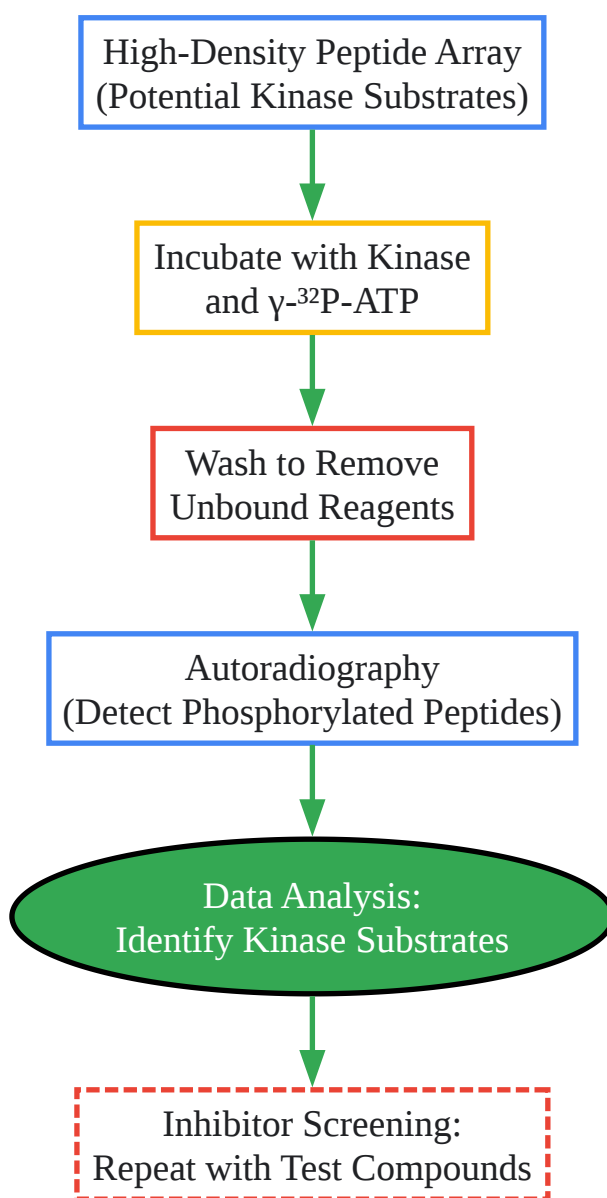 High-Density Peptide Array
(Potential Kinase Substrates)
Incubate with Kinase
and γ-³²P-ATP
Wash to Remove
Unbound Reagents
Autoradiography
(Detect Phosphorylated Peptides)
Data Analysis:
Identify Kinase Substrates
Inhibitor Screening:
Repeat with Test Compounds